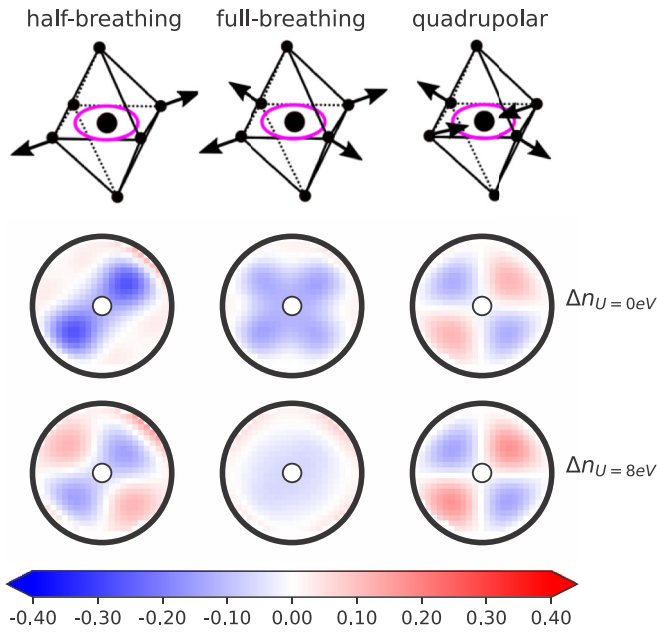 half-breathing full-breathing quadrupolar
Δn_{U=0eV}
Δn_{U=8eV}
-0.40 -0.30 -0.20 -0.10 0.00 0.10 0.20 0.30 0.40